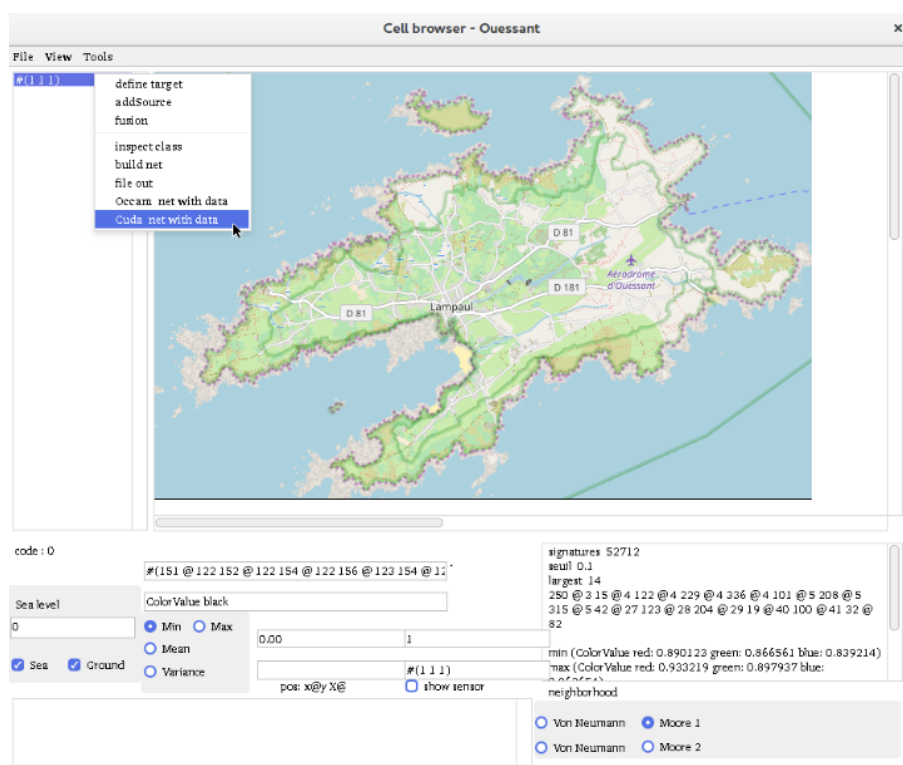 Cell browser - Ouessant
×
File View Tools
#(1 1 1)
define target
addSource
fusion
inspect class
build net
file out
Occam net with data
Cuda net with data
D 81
Aérodrome
d'Ouessant
D 181
Lampaul
D 81
code : 0
#(151 @ 122 152 @ 122 154 @ 122 156 @ 123 154 @ 12
Sea level
ColorValue black
0
Min Max
Mean
Variance
0.00 1
#(1 1 1)
Sea Ground
pos: x@y X@ show sensor
signatures 52712
seuil 0.1
largest 14
250 @ 3 15 @ 4 122 @ 4 229 @ 4 336 @ 4 101 @ 5 208 @ 5
315 @ 5 42 @ 27 123 @ 28 204 @ 29 19 @ 40 100 @ 41 32 @
82
min (ColorValue red: 0.890123 green: 0.866561 blue: 0.839214)
max (ColorValue red: 0.933219 green: 0.897937 blue:
neighborhood
Von Neumann Moore 1
Von Neumann Moore 2